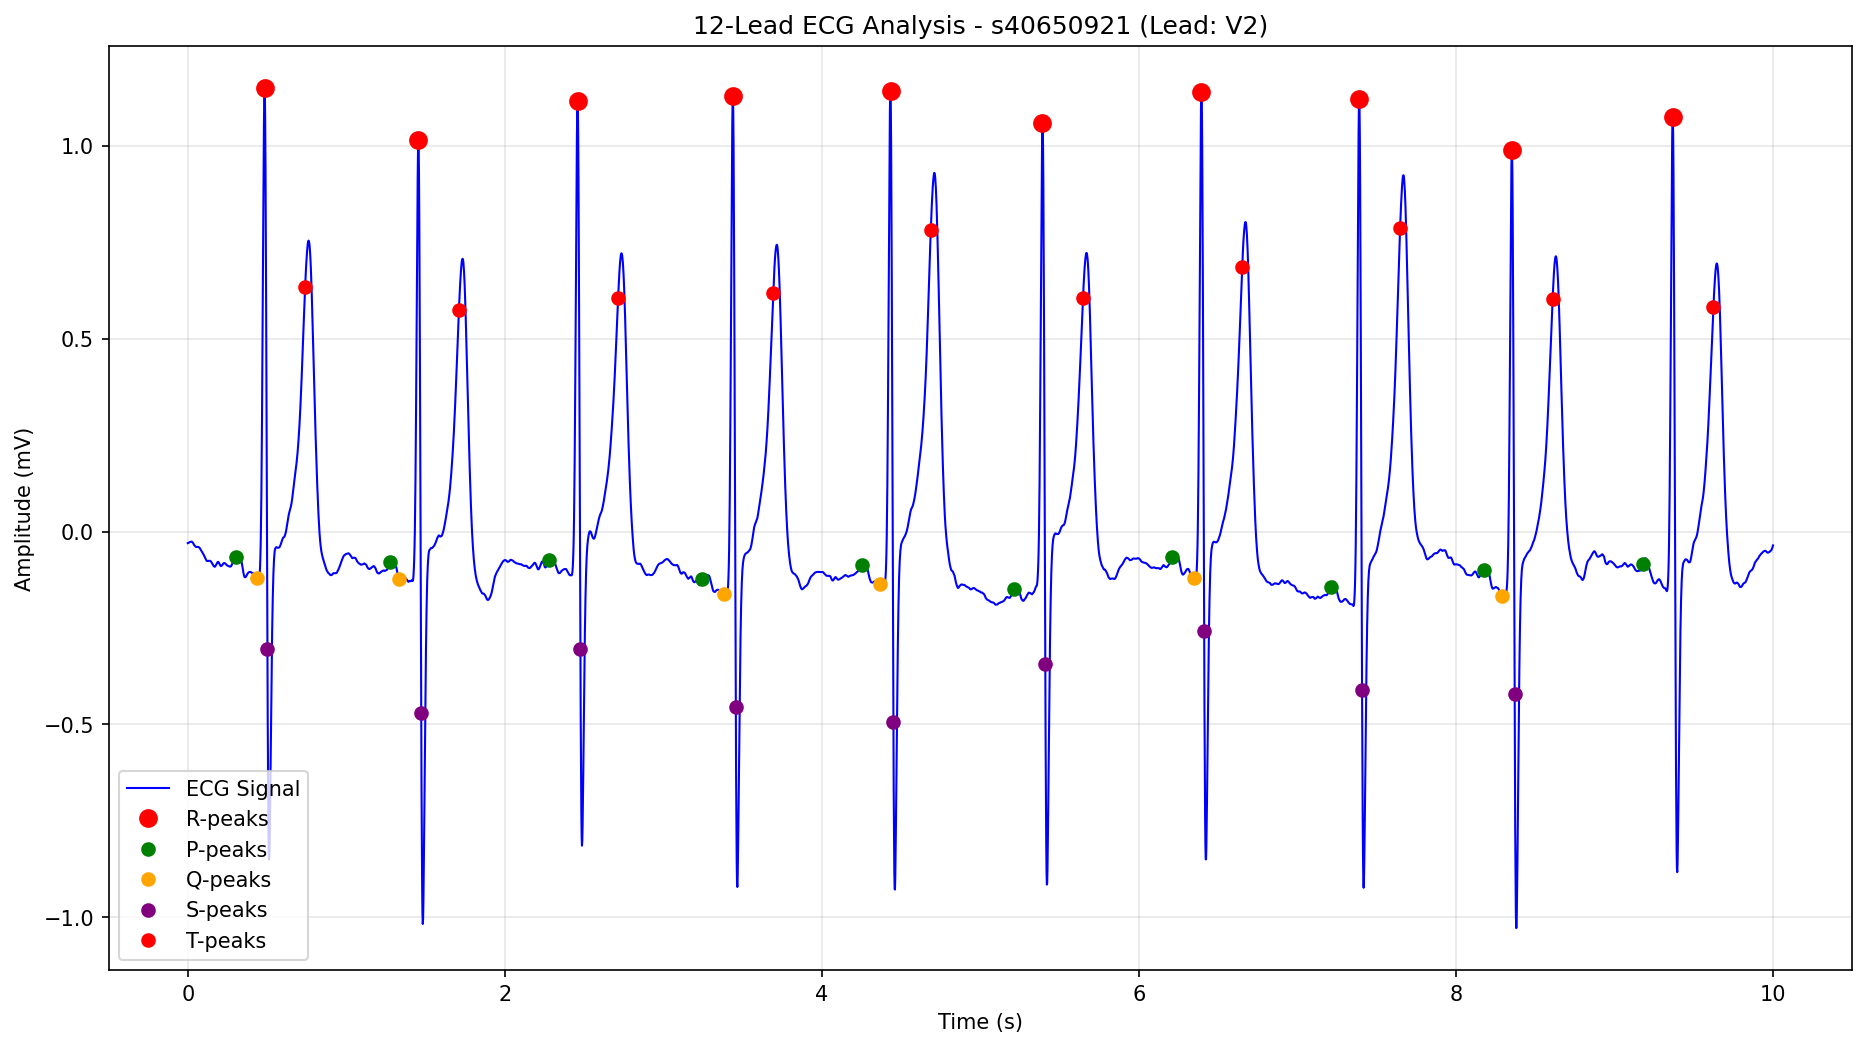 12-Lead ECG Analysis - s40650921 (Lead: V2)
Amplitude (mV)
1.0
0.5
0.0
−0.5
−1.0
ECG Signal
R-peaks
P-peaks
Q-peaks
S-peaks
T-peaks
0 2 4 6 8 10
Time (s)